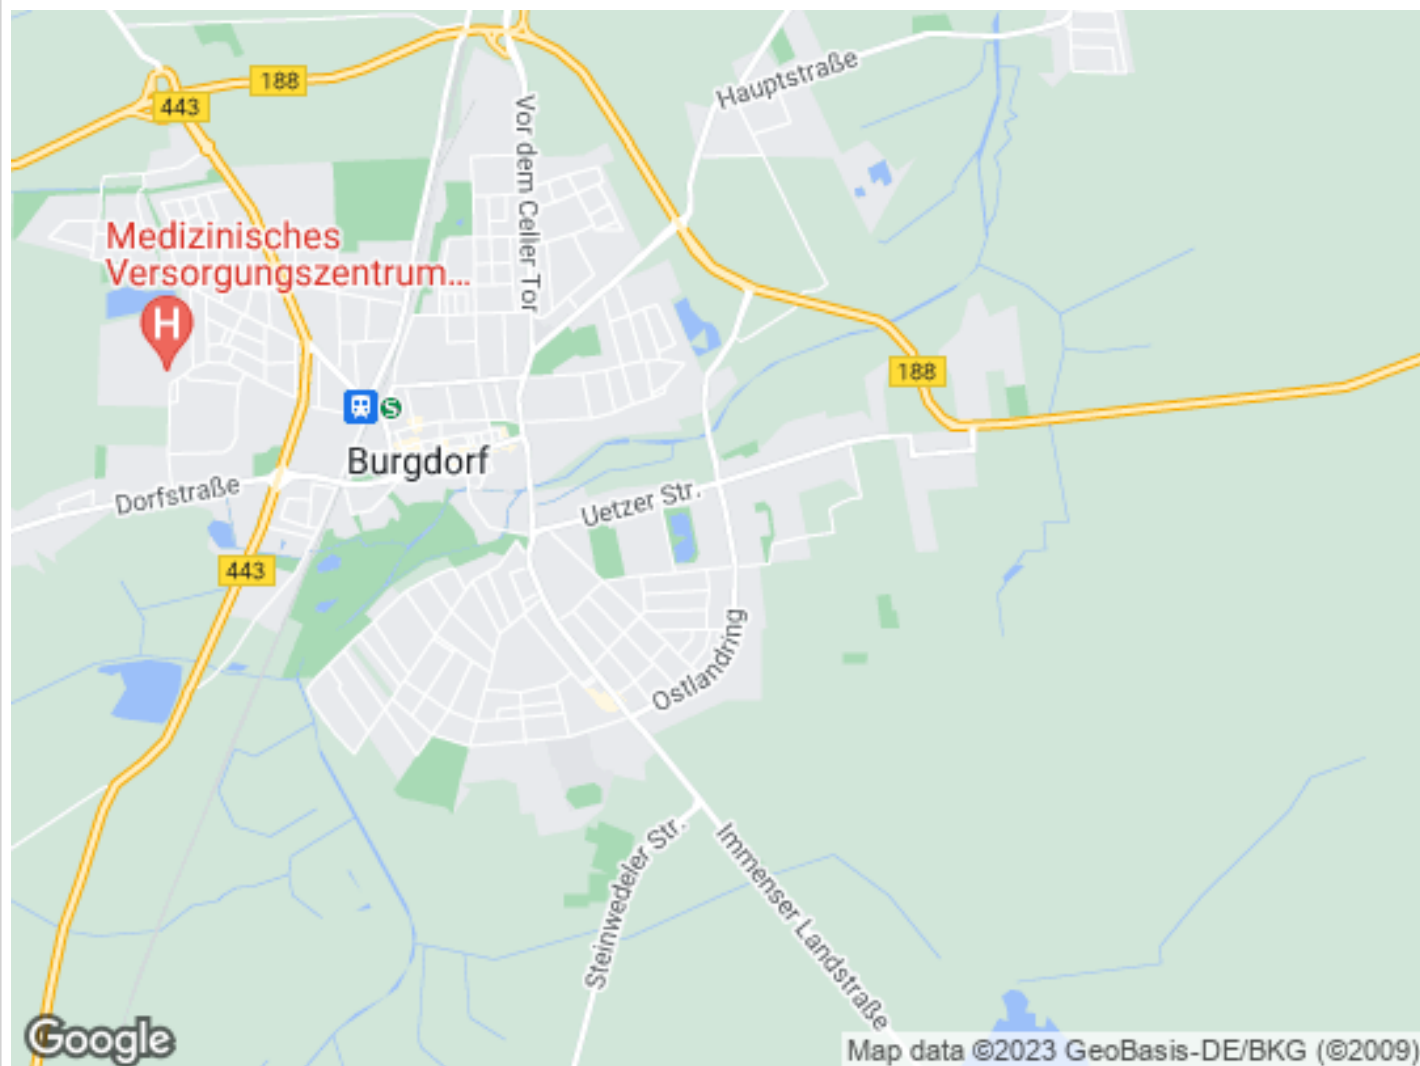 188
443
Hauptstraße
Vor dem Celler Tor
Medizinisches
Versorgungszentrum...
H
188
S
Burgdorf
Dorfstraße
Uetzer Str.
443
Ostlandring
Steinwedeler Str.
Immenser Landstraße
Google
Map data ©2023 GeoBasis-DE/BKG (©2009)